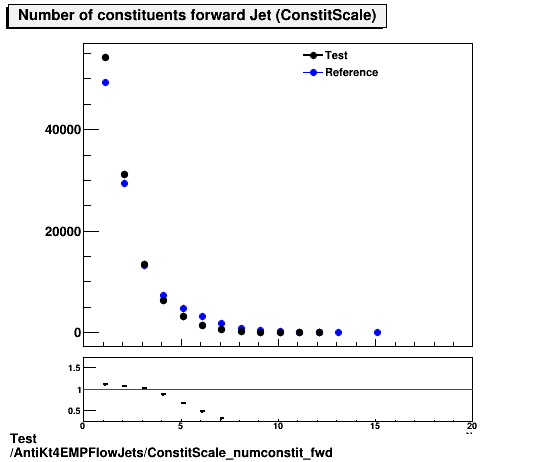 Number of constituents forward Jet (ConstitScale)
Test
Reference
40000
20000
0
1.5
1
0.5
0 5 10 15 20
Test
/AntiKt4EMPFlowJets/ConstitScale_numconstit_fwd